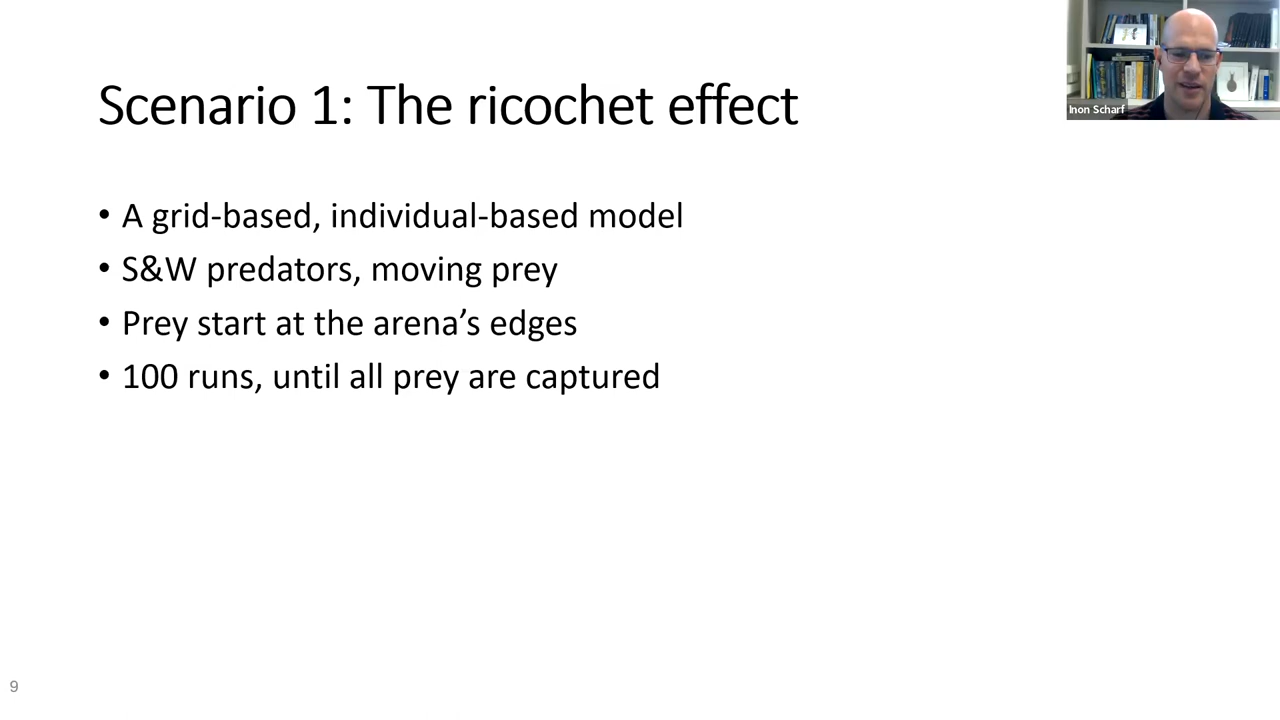 Scenario 1: The ricochet effect
Inon Scharf
• A grid-based, individual-based model
• S&W predators, moving prey
• Prey start at the arena’s edges
• 100 runs, until all prey are captured
9